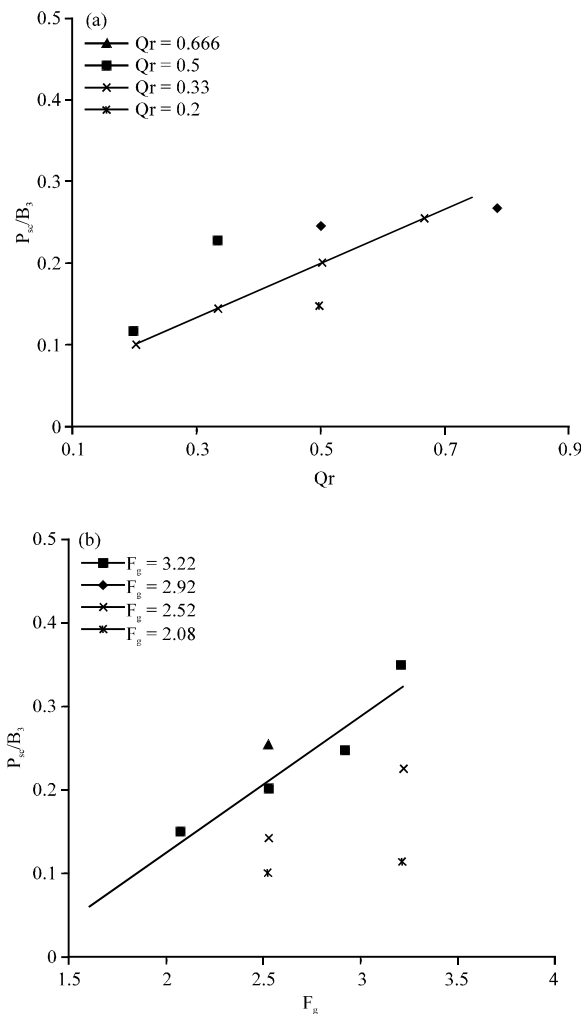 0.5
(a)
Qr = 0.666
Qr = 0.5
Qr = 0.33
Qr = 0.2
0.4
0.3
Psc/B3
0.2
0.1
0
0.1 0.3 0.5 0.7 0.9
Qr
0.5
(b)
Fg = 3.22
Fg = 2.92
Fg = 2.52
Fg = 2.08
0.4
0.3
Psc/B3
0.2
0.1
0
1.5 2 2.5 3 3.5 4
Fg